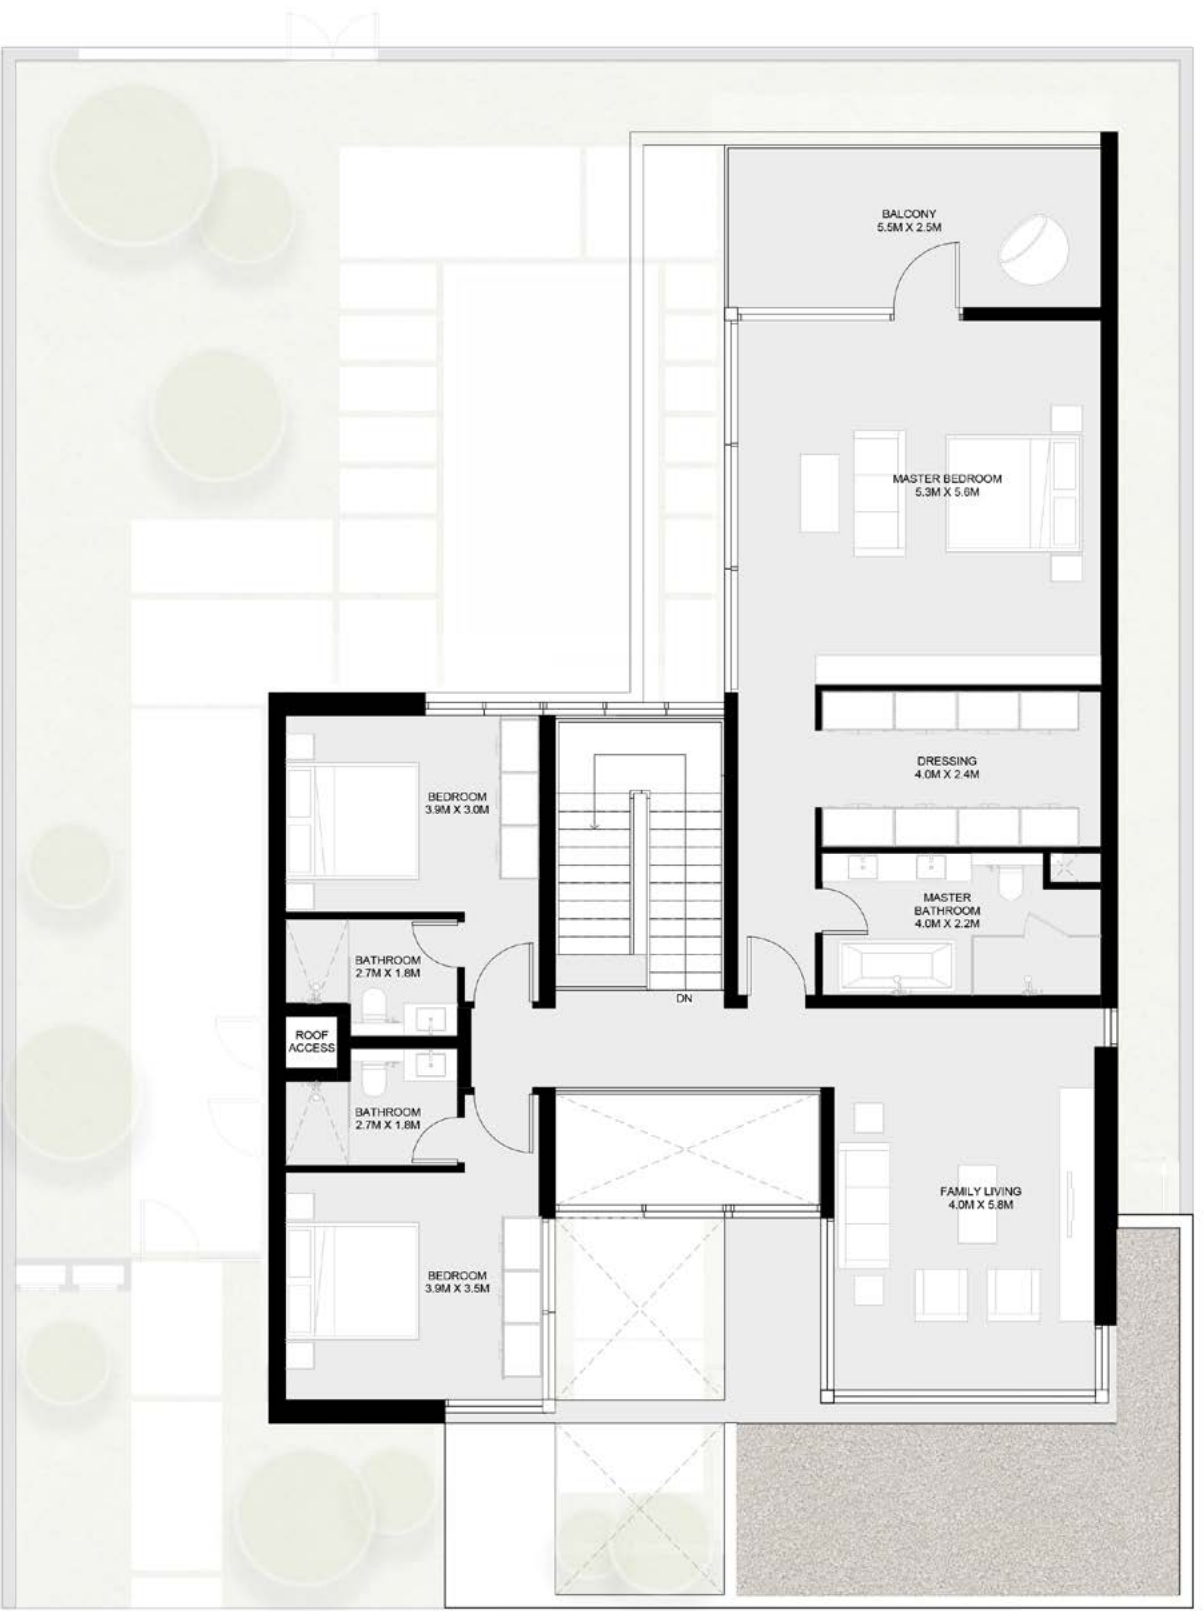 BALCONY
5.5M X 2.5M
MASTER BEDROOM
5.3M X 5.6M
DRESSING
4.0M X 2.4M
BEDROOM
3.9M X 3.0M
MASTER
BATHROOM
4.0M X 2.2M
BATHROOM
2.7M X 1.8M
DN
ROOF
ACCESS
BATHROOM
2.7M X 1.8M
FAMILY LIVING
4.0M X 5.8M
BEDROOM
3.9M X 3.5M